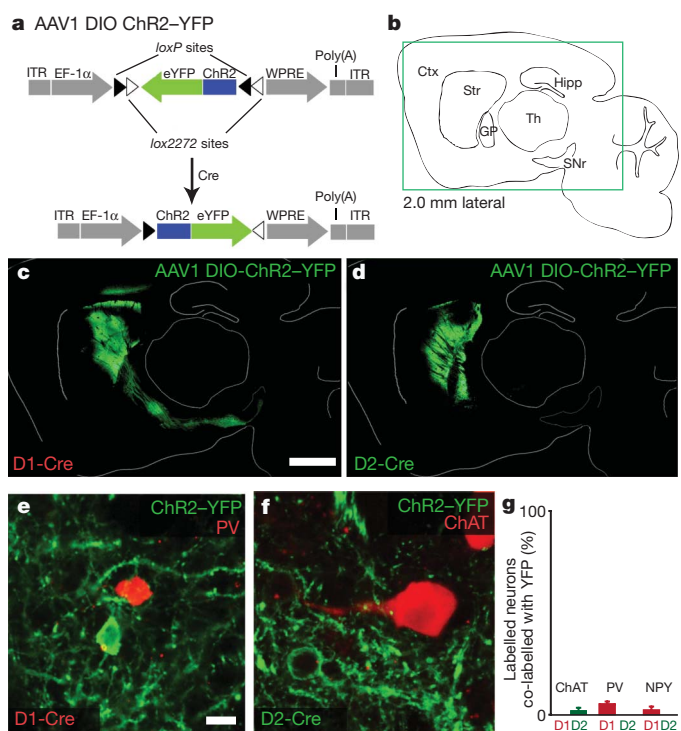 a AAV1 DIO ChR2–YFP
loxP sites
Poly(A)
ITR EF-1α eYFP ChR2 WPRE ITR
lox2272 sites
Cre
Poly(A)
ITR EF-1α ChR2 eYFP WPRE ITR
b
Ctx
Str
Hipp
GP
Th
SNr
2.0 mm lateral
c AAV1 DIO-ChR2–YFP
D1-Cre
d AAV1 DIO-ChR2–YFP
D2-Cre
e ChR2–YFP
PV
D1-Cre
f ChR2–YFP
ChAT
D2-Cre
g
100
Labelled neurons
co-labelled with YFP (%)
ChAT PV NPY
0
D1 D2 D1 D2 D1 D2